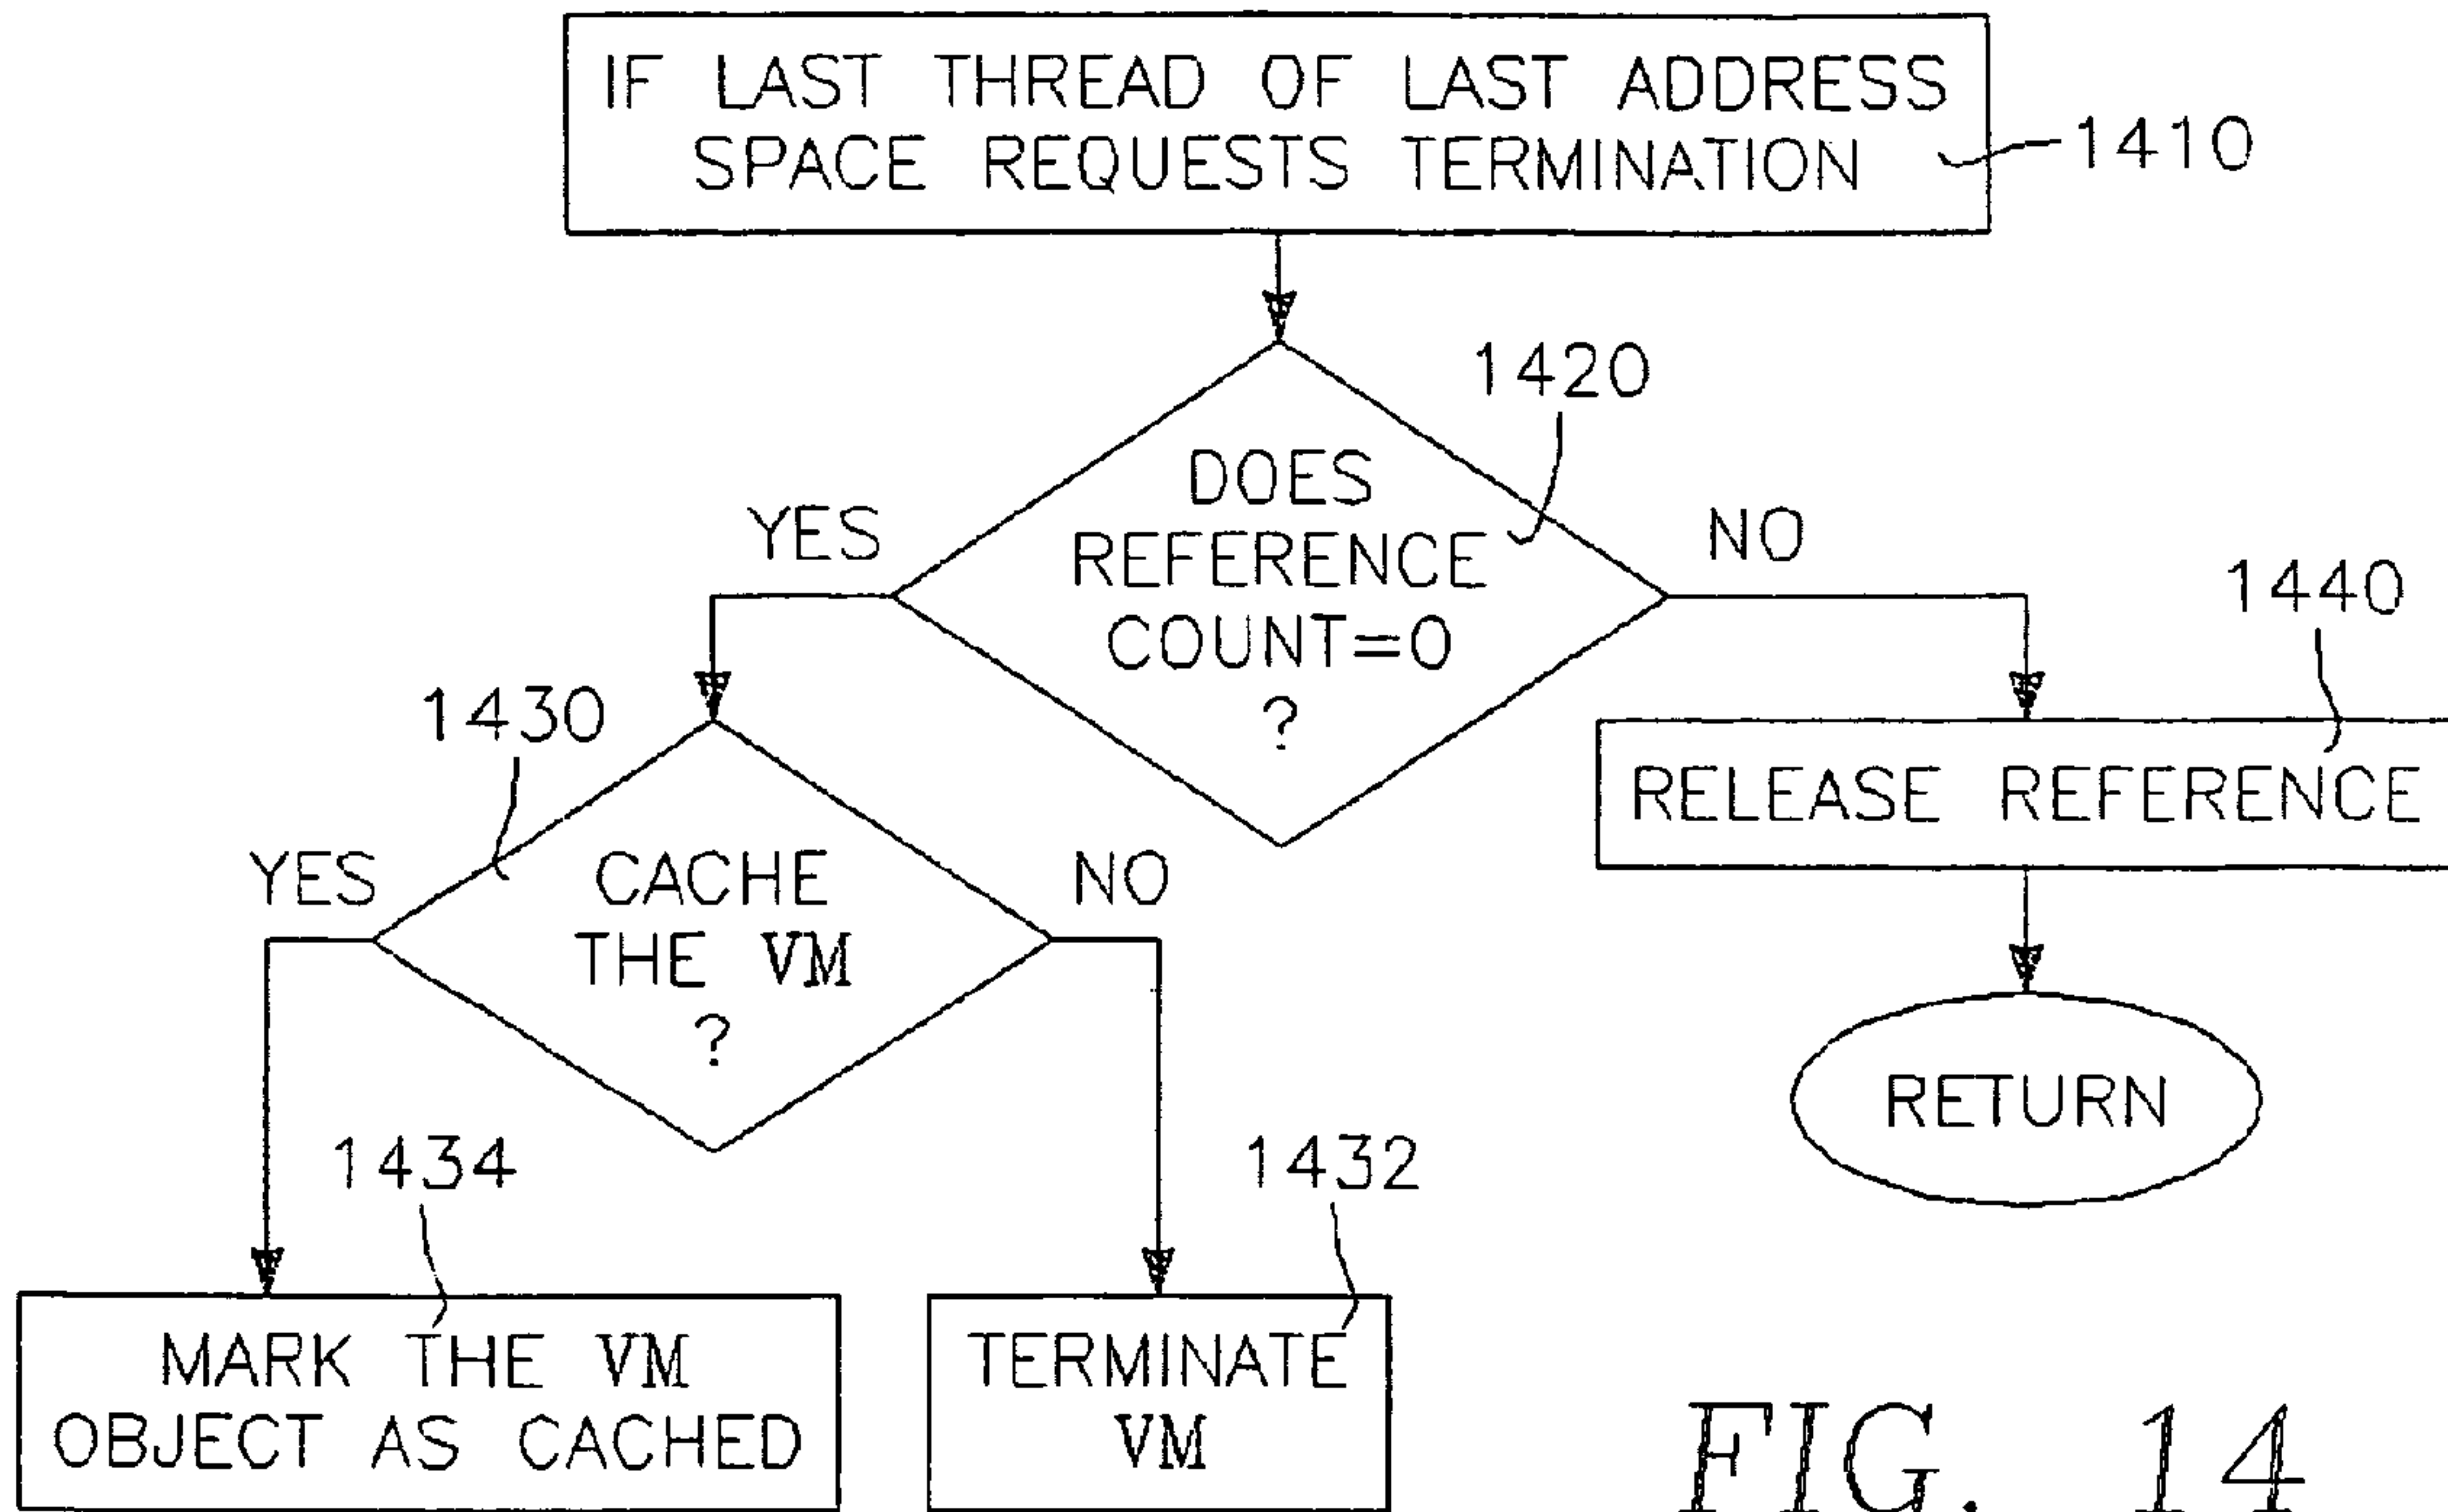 IF LAST THREAD OF LAST ADDRESS
SPACE REQUESTS TERMINATION
1410
1420
DOES
REFERENCE
COUNT=0
?
YES
NO
1440
RELEASE REFERENCE
RETURN
1430
CACHE
THE VM
?
YES
NO
1434
MARK THE VM
OBJECT AS CACHED
1432
TERMINATE
VM
FIG. 14